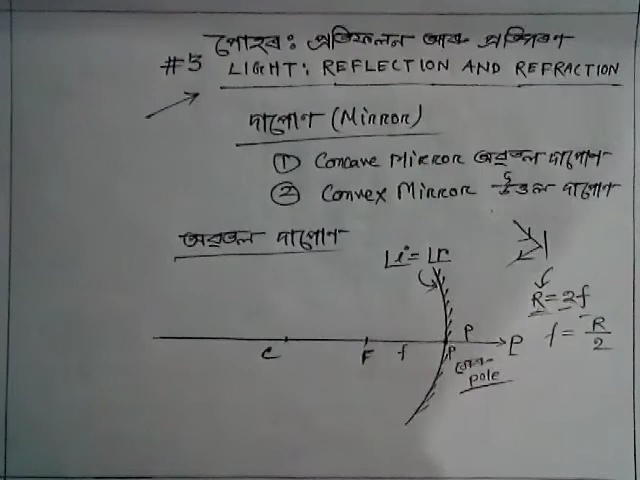 পোহৰ: প্ৰতিফলন আৰু প্ৰতিসৰণ
#5 LIGHT: REFLECTION AND REFRACTION
দাপোণ (Mirror)
① Concave Mirror অৱতল দাপোণ
② Convex Mirror উত্তল দাপোণ
অৱতল দাপোণ
∠i = ∠r
R = 2f
f = R/2
C F f P P P
pole